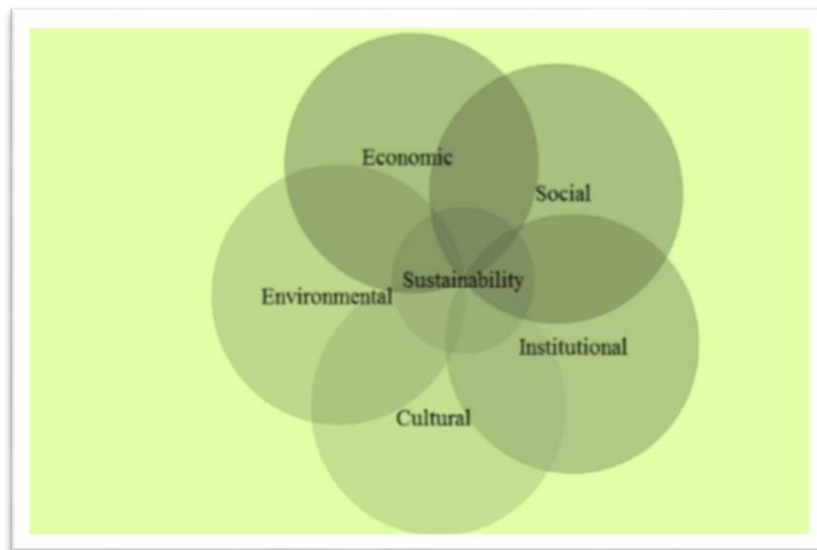 Economic
Social
Sustainability
Environmental
Institutional
Cultural